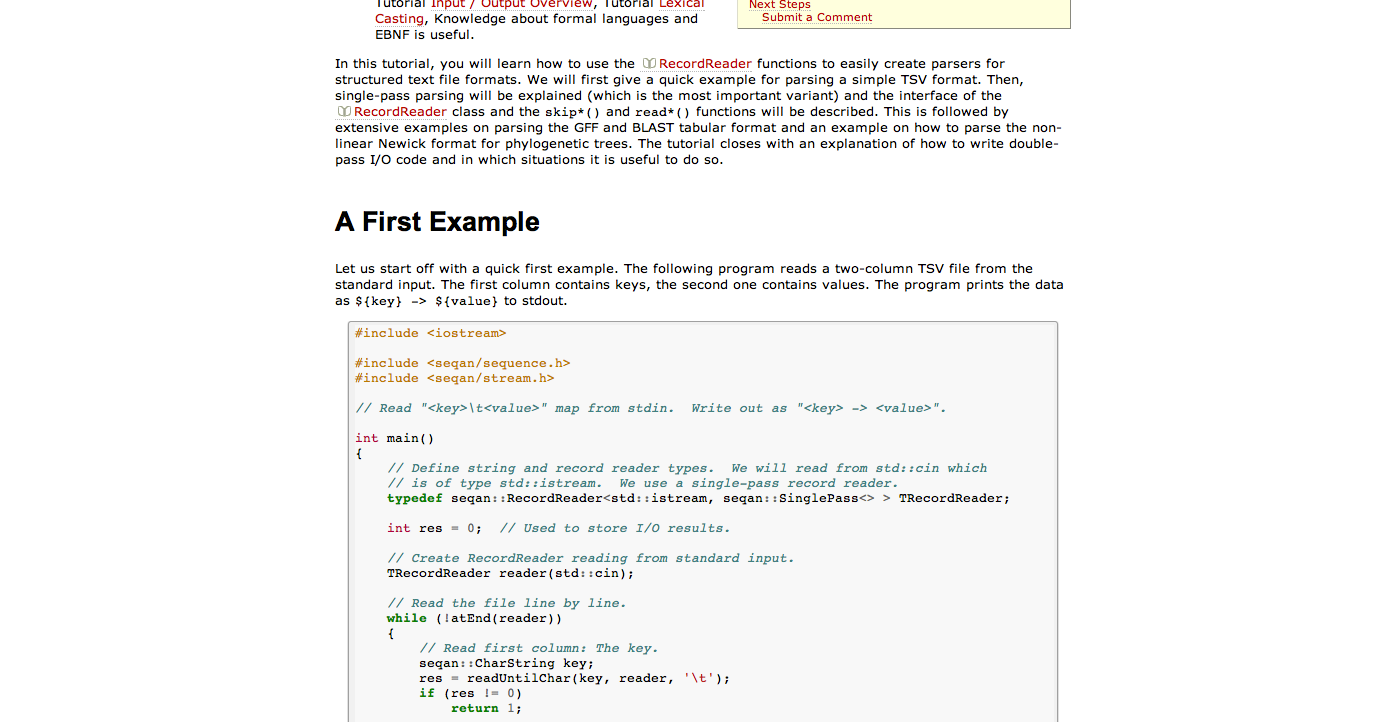 Tutorial Input / Output Overview, Tutorial Lexical
Casting, Knowledge about formal languages and
EBNF is useful.
Next Steps
Submit a Comment
In this tutorial, you will learn how to use the RecordReader functions to easily create parsers for
structured text file formats. We will first give a quick example for parsing a simple TSV format. Then,
single-pass parsing will be explained (which is the most important variant) and the interface of the
RecordReader class and the skip*() and read*() functions will be described. This is followed by
extensive examples on parsing the GFF and BLAST tabular format and an example on how to parse the non-
linear Newick format for phylogenetic trees. The tutorial closes with an explanation of how to write double-
pass I/O code and in which situations it is useful to do so.
A First Example
Let us start off with a quick first example. The following program reads a two-column TSV file from the
standard input. The first column contains keys, the second one contains values. The program prints the data
as ${key} -> ${value} to stdout.
#include <iostream>
#include <seqan/sequence.h>
#include <seqan/stream.h>
// Read "<key>\t<value>" map from stdin.  Write out as "<key> -> <value>".
int main()
{
    // Define string and record reader types.  We will read from std::cin which
    // is of type std::istream.  We use a single-pass record reader.
    typedef seqan::RecordReader<std::istream, seqan::SinglePass<> > TRecordReader;
    int res = 0;  // Used to store I/O results.
    // Create RecordReader reading from standard input.
    TRecordReader reader(std::cin);
    // Read the file line by line.
    while (!atEnd(reader))
    {
        // Read first column: The key.
        seqan::CharString key;
        res = readUntilChar(key, reader, '\t');
        if (res != 0)
            return 1;